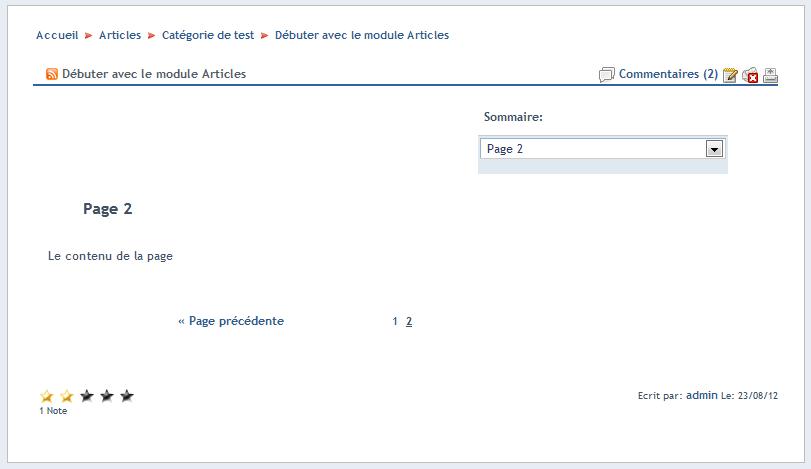 Accueil Articles Catégorie de test Débuter avec le module Articles
Débuter avec le module Articles Commentaires (2)
Sommaire:
Page 2
Page 2
Le contenu de la page
« Page précédente 1 2
1 Note
Ecrit par: admin Le: 23/08/12